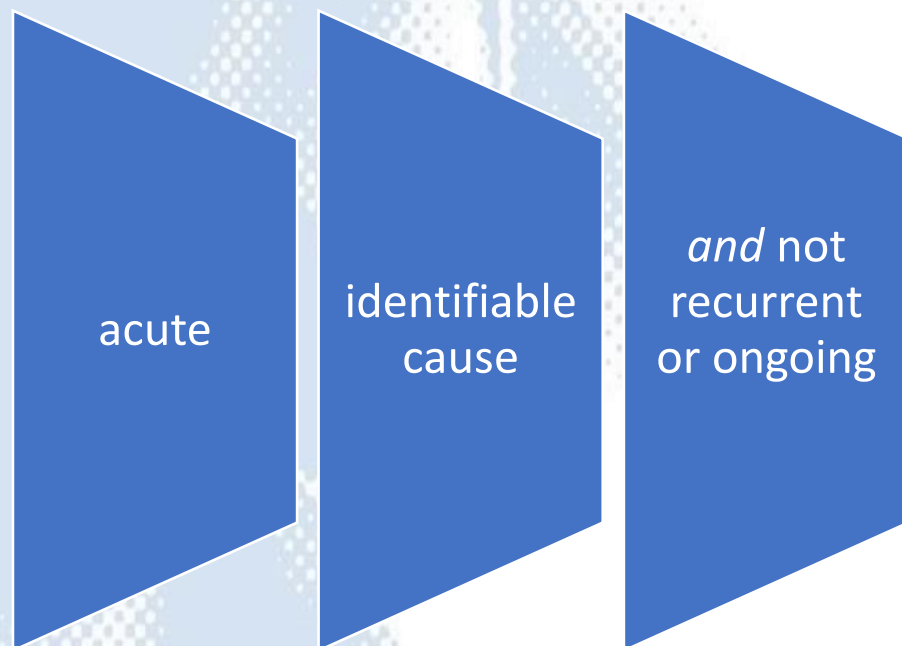 acute
identifiable
cause
and not
recurrent
or ongoing